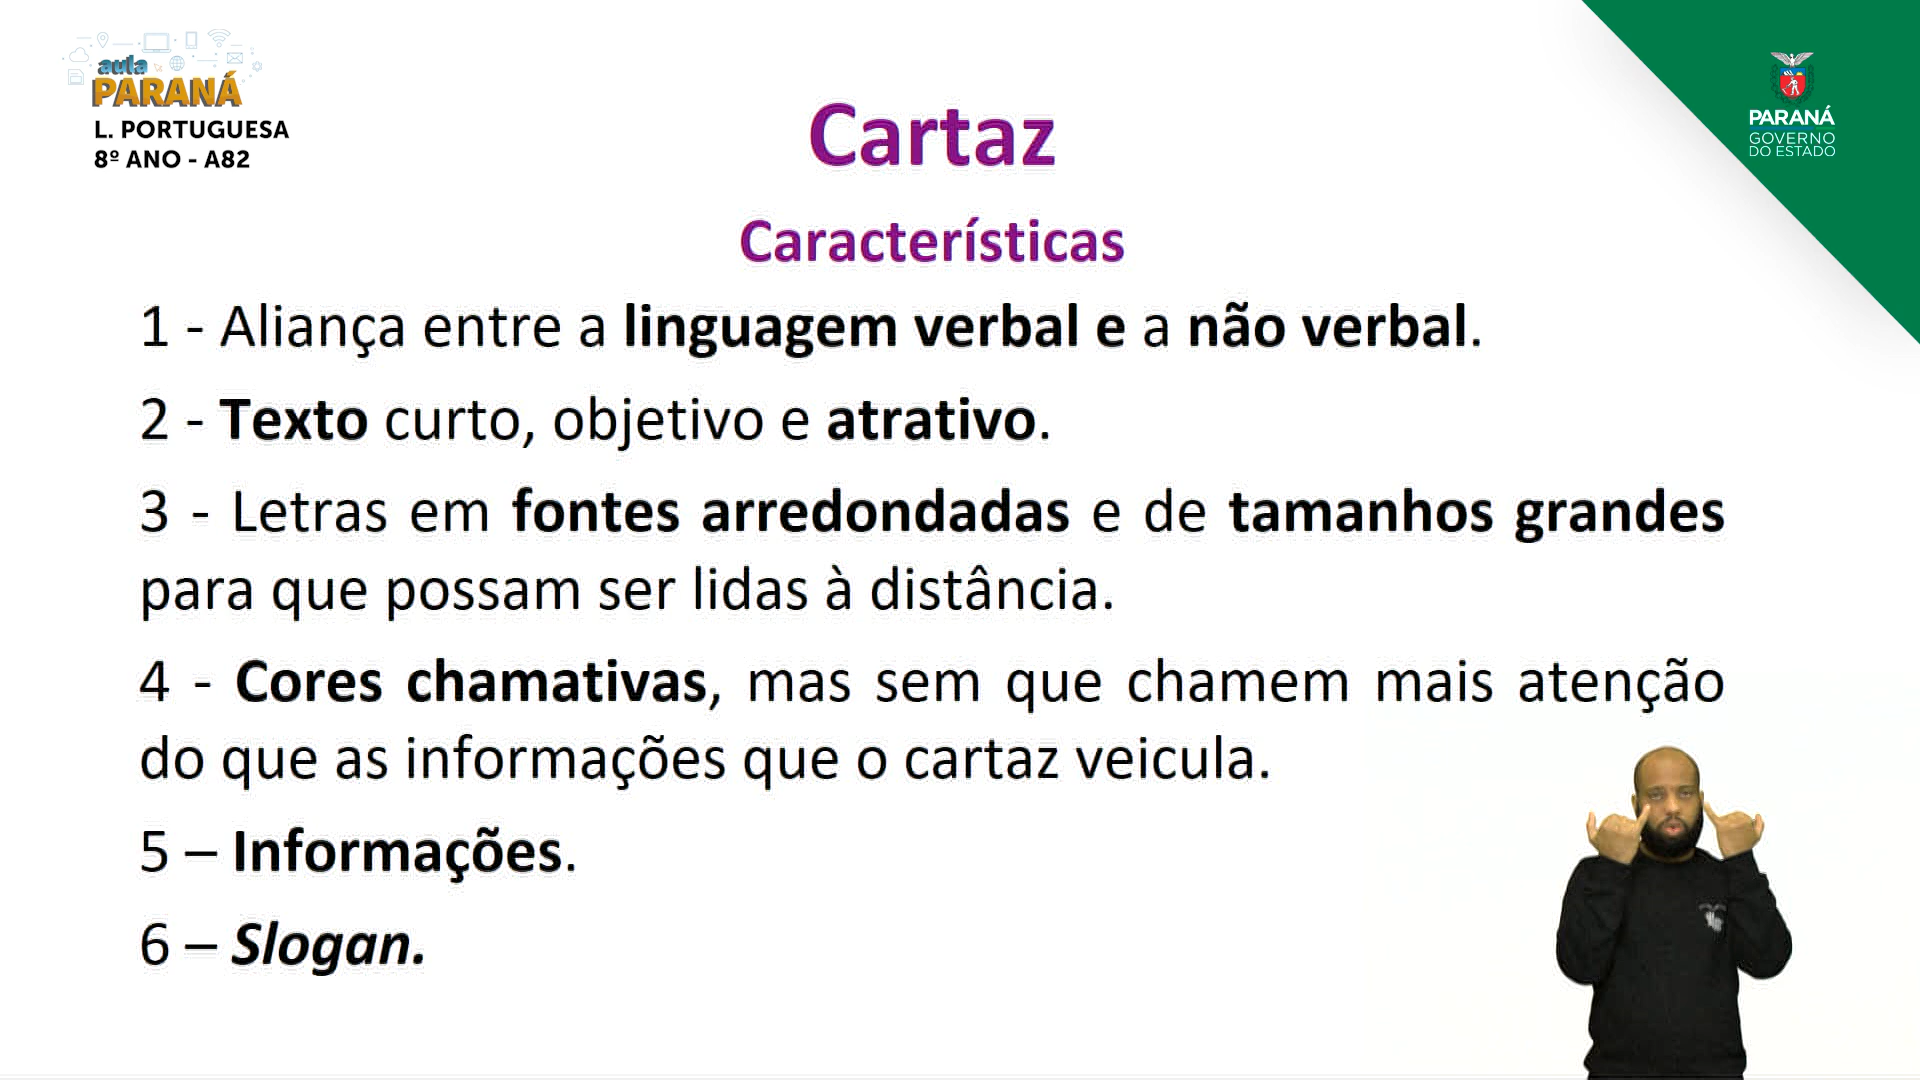 aula
PARANÁ
L. PORTUGUESA
8º ANO - A82
PARANÁ
GOVERNO
DO ESTADO
Cartaz
Características
1 - Aliança entre a linguagem verbal e a não verbal.
2 - Texto curto, objetivo e atrativo.
3 - Letras em fontes arredondadas e de tamanhos grandes
para que possam ser lidas à distância.
4 - Cores chamativas, mas sem que chamem mais atenção
do que as informações que o cartaz veicula.
5 – Informações.
6 – Slogan.